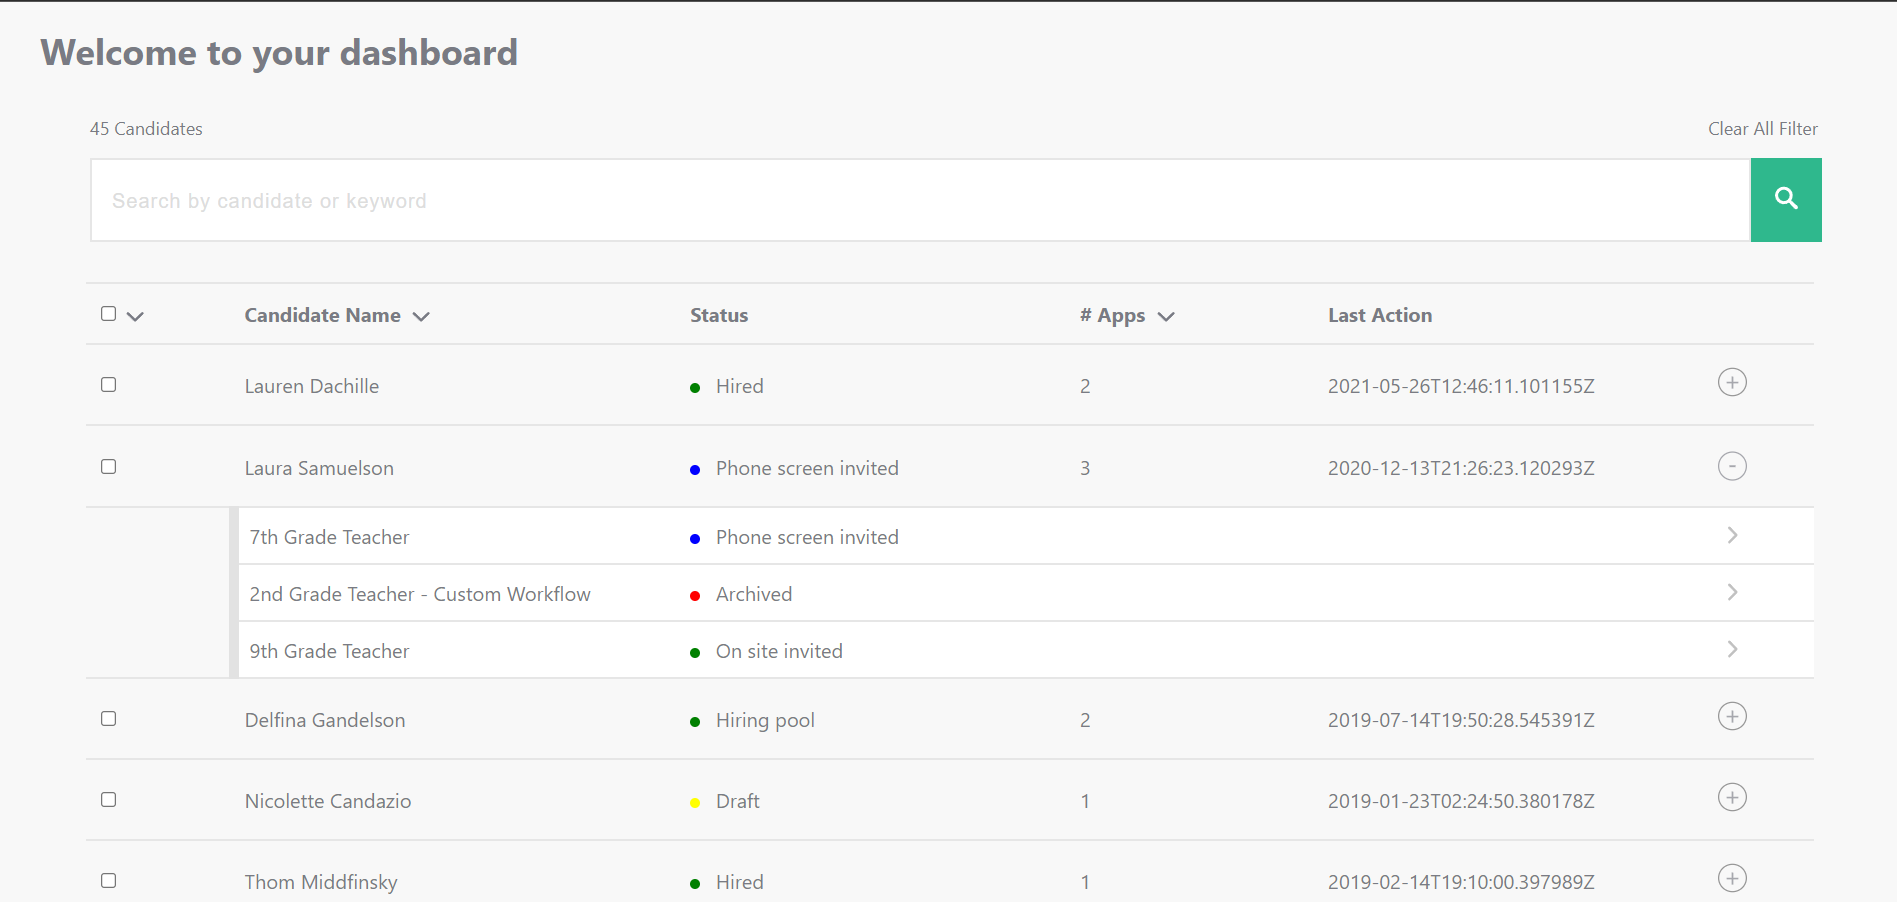 Welcome to your dashboard
45 Candidates Clear All Filter
Search by candidate or keyword
Candidate Name Status # Apps Last Action
Lauren Dachille Hired 2 2021-05-26T12:46:11.101155Z
Laura Samuelson Phone screen invited 3 2020-12-13T21:26:23.120293Z
7th Grade Teacher Phone screen invited
2nd Grade Teacher - Custom Workflow Archived
9th Grade Teacher On site invited
Delfina Gandelson Hiring pool 2 2019-07-14T19:50:28.545391Z
Nicolette Candazio Draft 1 2019-01-23T02:24:50.380178Z
Thom Middfinsky Hired 1 2019-02-14T19:10:00.397989Z